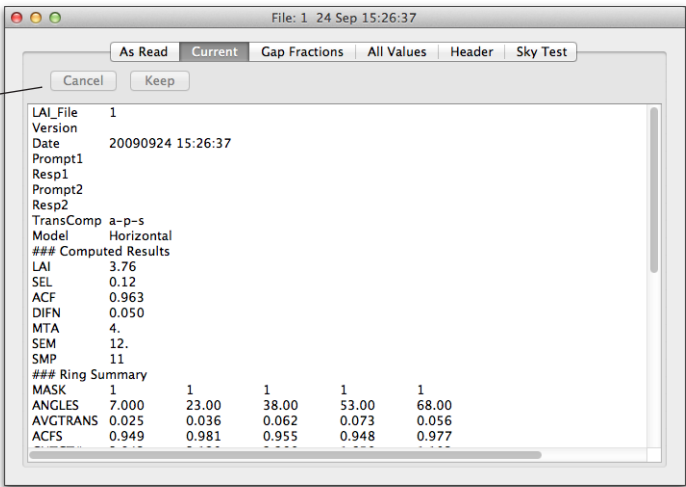 File: 1 24 Sep 15:26:37
As Read Current Gap Fractions All Values Header Sky Test
Cancel Keep
LAI_File 1
Version
Date 20090924 15:26:37
Prompt1
Resp1
Prompt2
Resp2
TransComp a-p-s
Model Horizontal
### Computed Results
LAI 3.76
SEL 0.12
ACF 0.963
DIFN 0.050
MTA 4.
SEM 12.
SMP 11
### Ring Summary
MASK 1 1 1 1 1
ANGLES 7.000 23.00 38.00 53.00 68.00
AVGTRANS 0.025 0.036 0.062 0.073 0.056
ACFS 0.949 0.981 0.955 0.948 0.977